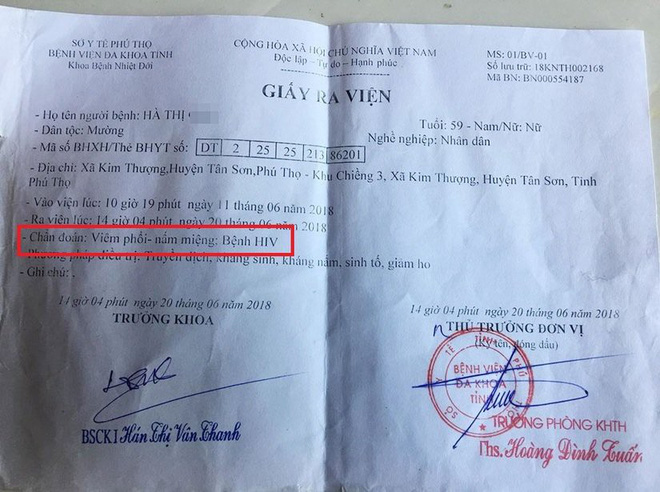 SỞ Y TẾ PHÚ THỌ
BỆNH VIỆN ĐA KHOA TỈNH
Khoa Bệnh Nhiệt Đới
CỘNG HÒA XÃ HỘI CHỦ NGHĨA VIỆT NAM
Độc lập - Tự do - Hạnh phúc
MS: 01/BV-01
Số lưu trữ: 18KNTH002168
Mã BN: BN000554187
GIẤY RA VIỆN
- Họ tên người bệnh: HÀ THỊ
Tuổi: 59 - Nam/Nữ: Nữ
- Dân tộc: Mường
Nghề nghiệp: Nhân dân
- Mã số BHXH/Thẻ BHYT số: DT 2 25 25 213 86201
- Địa chỉ: Xã Kim Thượng,Huyện Tân Sơn,Phú Thọ - Khu Chiềng 3, Xã Kim Thượng, Huyện Tân Sơn, Tỉnh
Phú Thọ
- Vào viện lúc: 10 giờ 19 phút ngày 11 tháng 06 năm 2018
- Ra viện lúc: 14 giờ 04 phút ngày 20 tháng 06 năm 2018
- Chẩn đoán: Viêm phổi- nấm miệng: Bệnh HIV
- Phương pháp điều trị: Truyền dịch, kháng sinh, kháng nấm, sinh tố, giảm ho
- Ghi chú: .
14 giờ 04 phút ngày 20 tháng 06 năm 2018
TRƯỞNG KHOA
14 giờ 04 phút ngày 20 tháng 06 năm 2018
THỦ TRƯỞNG ĐƠN VỊ
(Ký tên, đóng dấu)
BỆNH VIỆN
ĐA KHOA
TỈNH
BSCKI Hán Thị Vân Thanh
TRƯỞNG PHÒNG KHTH
Ths. Hoàng Đình Tuấn